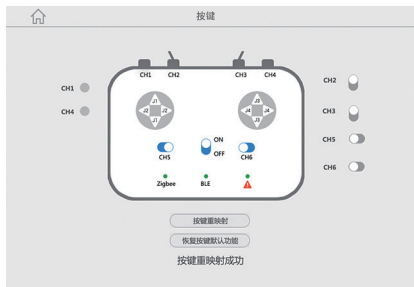 按键
CH1 CH2 CH3 CH4
CH1
CH4
J1
J2 J2
J1
J3
J4 J4
J3
CH5
ON
OFF
CH6
Zigbee BLE
CH2
CH3
CH5
CH6
按键重映射
恢复按键默认功能
按键重映射成功